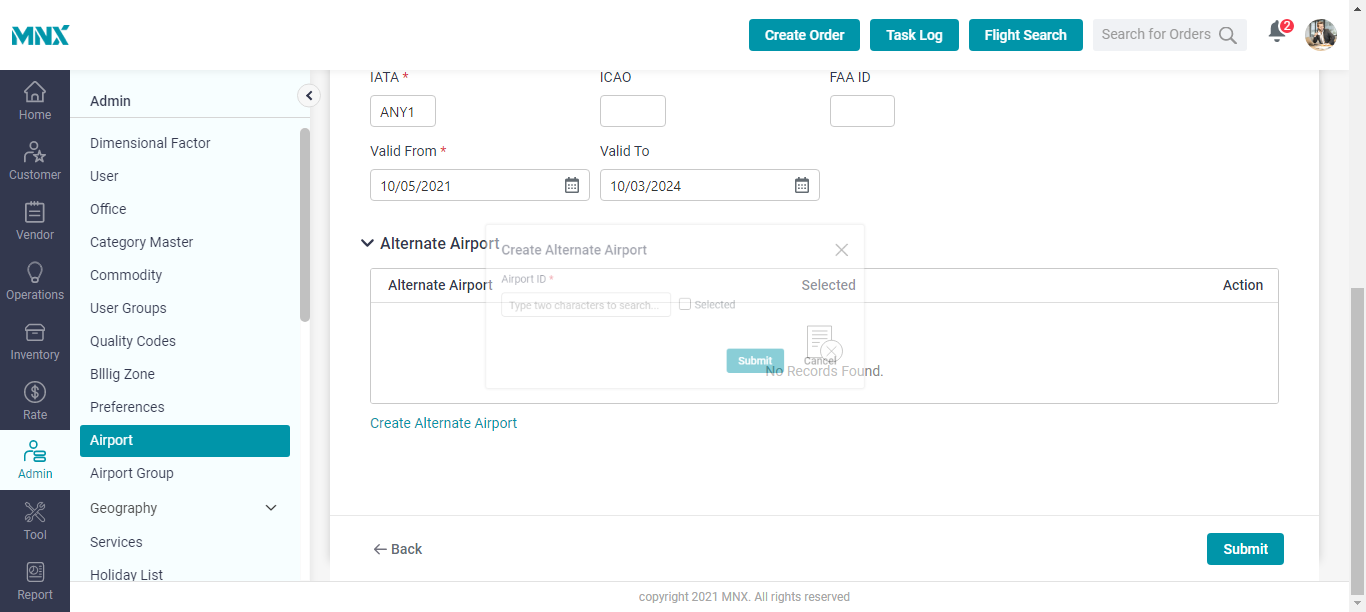 MNX
Create Order
Task Log
Flight Search
Search for Orders
2
Home
Customer
Vendor
Operations
Inventory
Rate
Admin
Tool
Report
Admin
Dimensional Factor
User
Office
Category Master
Commodity
User Groups
Quality Codes
Blllig Zone
Preferences
Airport
Airport Group
Geography
Services
Holiday List
IATA *
ICAO
FAA ID
ANY1
Valid From *
Valid To
10/05/2021
10/03/2024
Alternate Airport
Alternate Airport
Selected
Action
No Records Found.
Create Alternate Airport
Airport ID *
Type two characters to search...
Selected
Submit
Cancel
Create Alternate Airport
Back
Submit
copyright 2021 MNX. All rights reserved